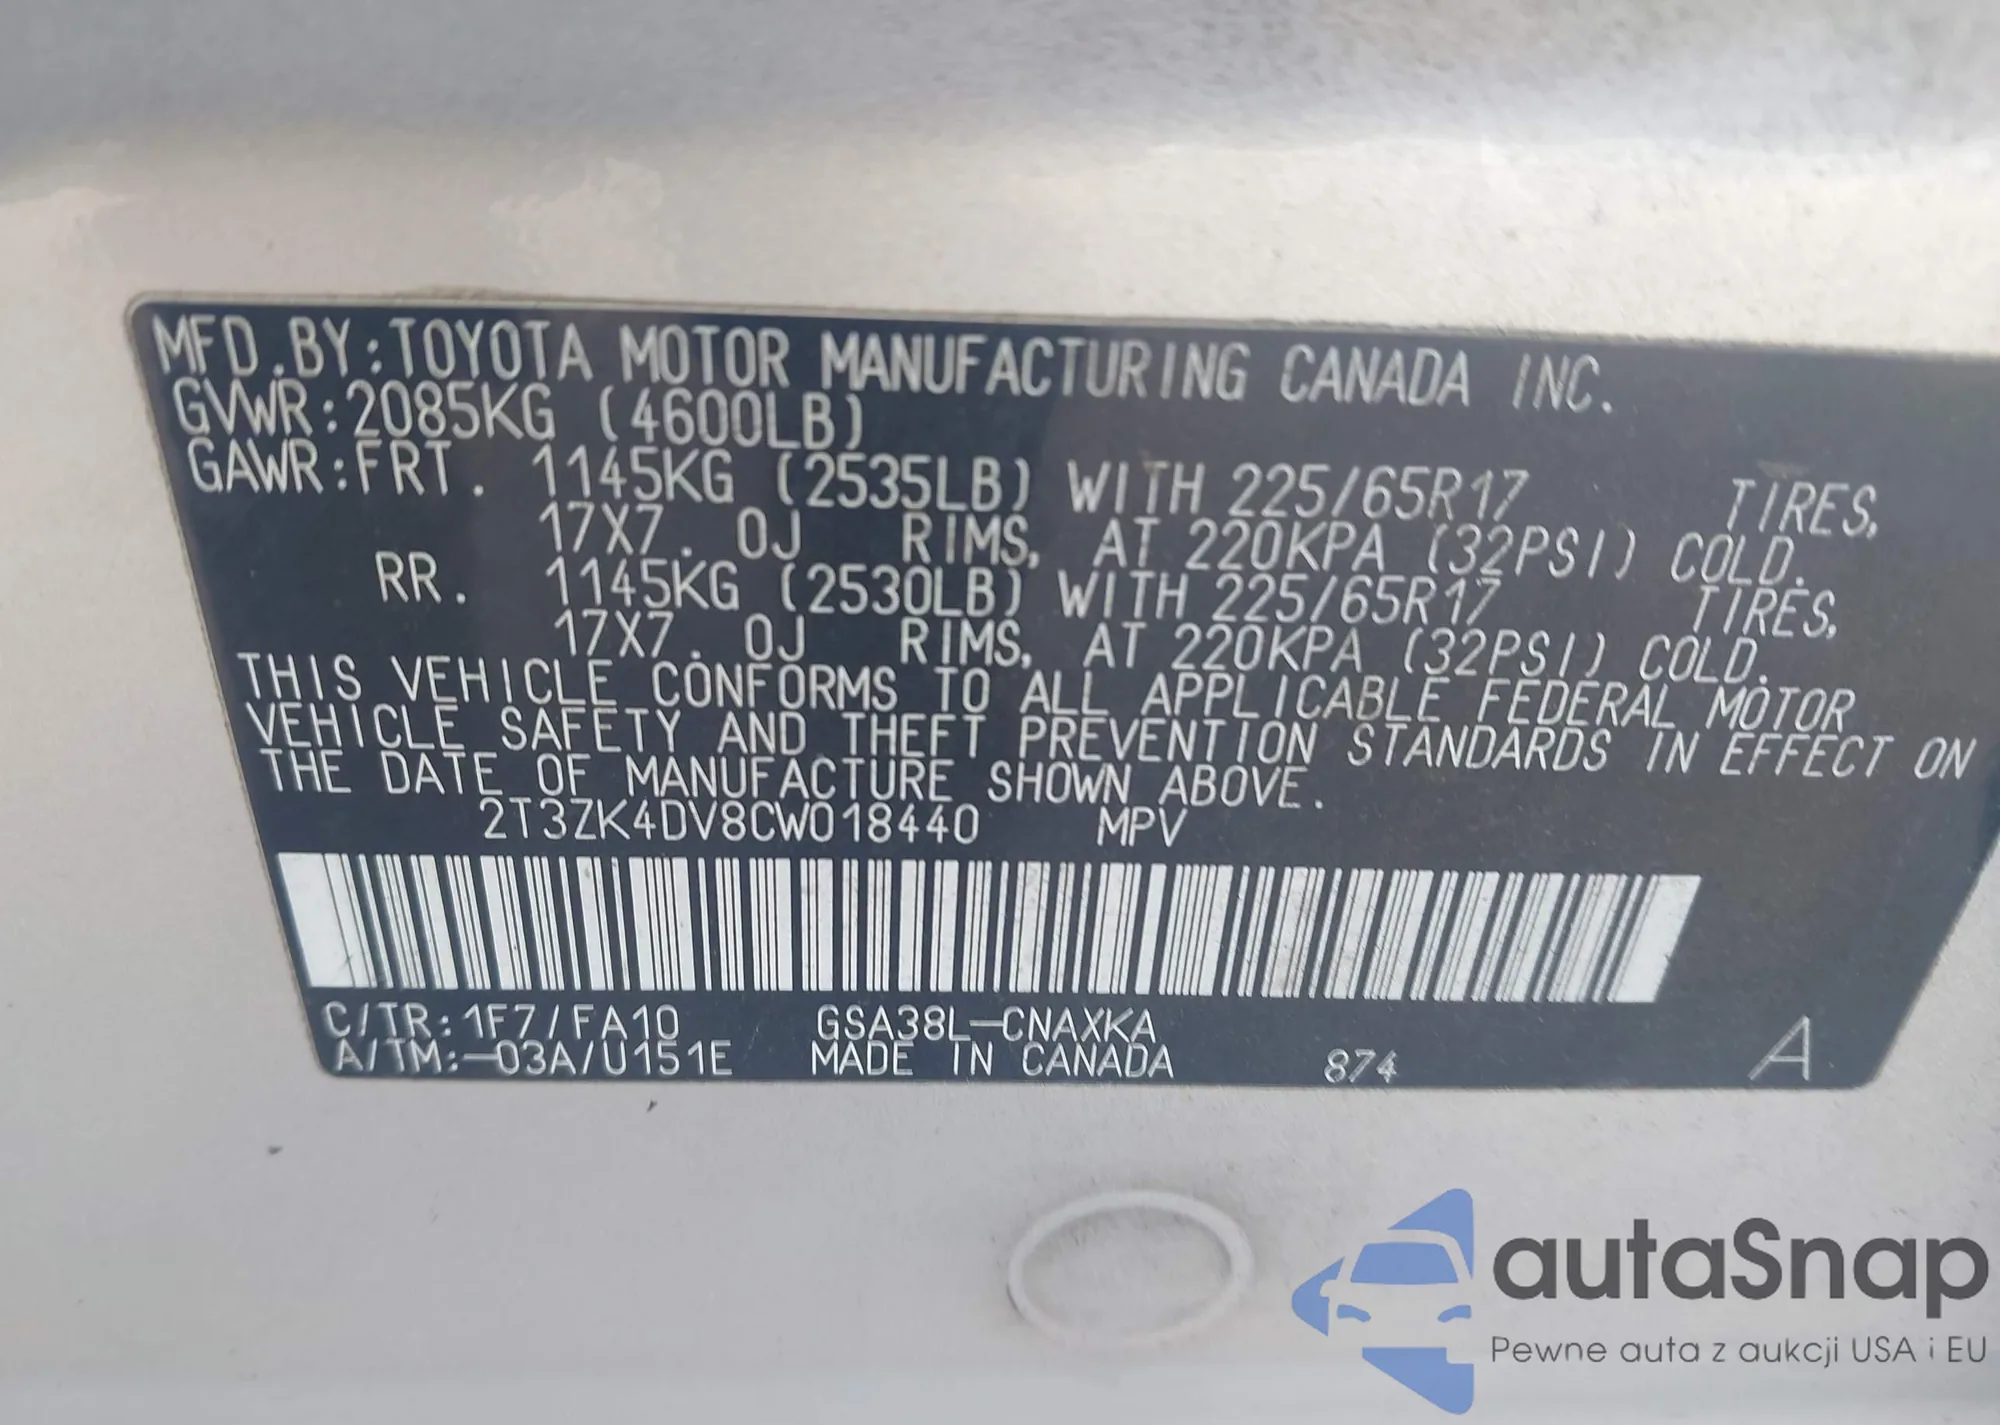 MFD.BY:TOYOTA MOTOR MANUFACTURING CANADA INC.
GVWR:2085KG (4600LB)
GAWR:FRT. 1145KG (2535LB) WITH 225/65R17 TIRES,
17X7.0J RIMS, AT 220KPA (32PSI) COLD.
RR. 1145KG (2530LB) WITH 225/65R17 TIRES,
17X7.0J RIMS, AT 220KPA (32PSI) COLD.
THIS VEHICLE CONFORMS TO ALL APPLICABLE FEDERAL MOTOR
VEHICLE SAFETY AND THEFT PREVENTION STANDARDS IN EFFECT ON
THE DATE OF MANUFACTURE SHOWN ABOVE.
2T3ZK4DV8CW018440 MPV
C/TR:1F7/FA10 GSA38L-CNAXKA
A/TM:-03A/U151E MADE IN CANADA 874 A
autaSnap
Pewne auta z aukcji USA i EU